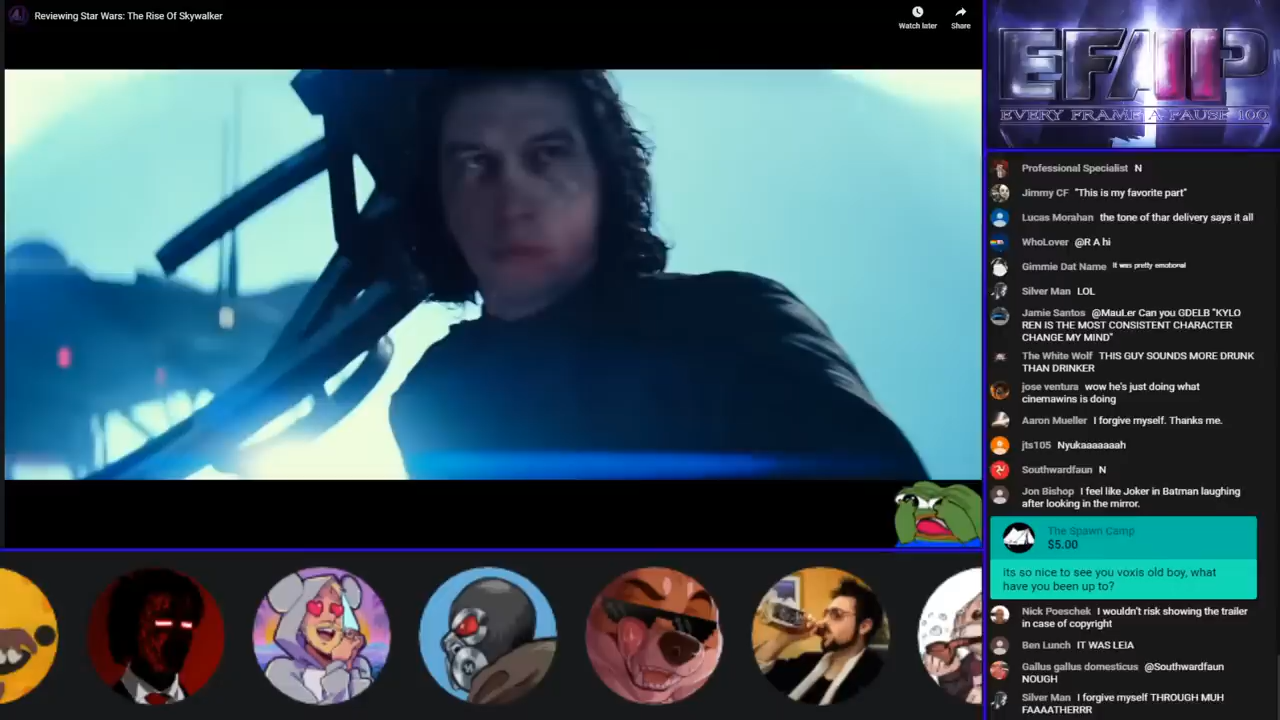 Reviewing Star Wars: The Rise Of Skywalker
Watch later
Share
EFAP
EVERY FRAME A PAUSE 100
Professional Specialist N
Jimmy CF "This is my favorite part"
Lucas Morahan the tone of thar delivery says it all
WhoLover @R A hi
Gimmie Dat Name It was pretty emotional
Silver Man LOL
Jamie Santos @MauLer Can you GDELB "KYLO
REN IS THE MOST CONSISTENT CHARACTER
CHANGE MY MIND"
The White Wolf THIS GUY SOUNDS MORE DRUNK
THAN DRINKER
jose ventura wow he's just doing what
cinemawins is doing
Aaron Mueller I forgive myself. Thanks me.
jts105 Nyukaaaaaaah
Southwardfaun N
Jon Bishop I feel like Joker in Batman laughing
after looking in the mirror.
The Spawn Camp
$5.00
its so nice to see you voxis old boy, what
have you been up to?
Nick Poeschek I wouldn't risk showing the trailer
in case of copyright
Ben Lunch IT WAS LEIA
Gallus gallus domesticus @Southwardfaun
NOUGH
Silver Man I forgive myself THROUGH MUH
FAAAATHERRR